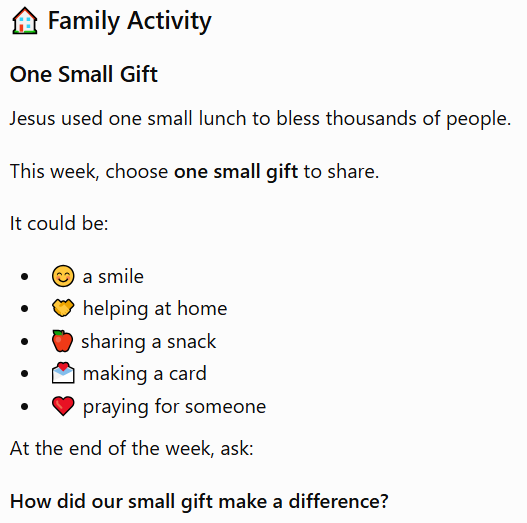 🏠 Family Activity
One Small Gift
Jesus used one small lunch to bless thousands of people.
This week, choose one small gift to share.
It could be:
• 😊 a smile
• 🤝 helping at home
• 🍎 sharing a snack
• 💌 making a card
• ❤️ praying for someone
At the end of the week, ask:
How did our small gift make a difference?